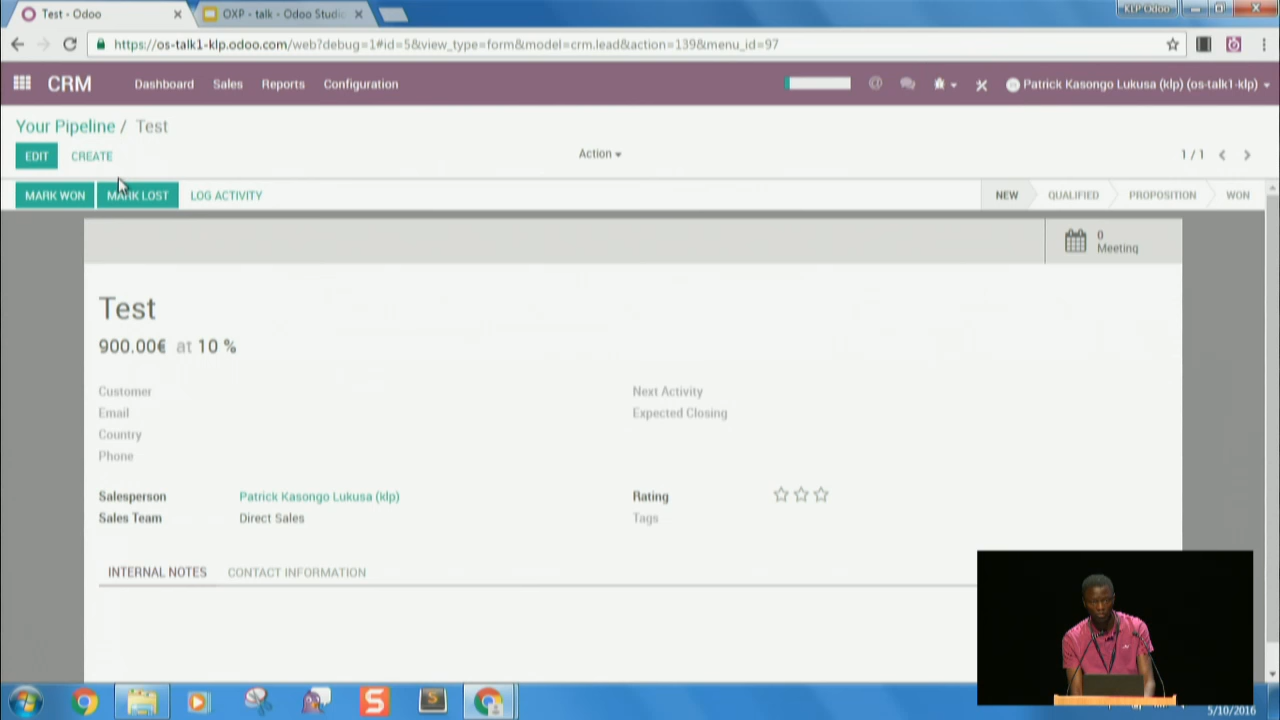 Test - Odoo
OXP - talk - Odoo Studio
KLP Odoo
https://os-talk1-klp.odoo.com/web?debug=1#id=5&view_type=form&model=crm.lead&action=139&menu_id=97
CRM Dashboard Sales Reports Configuration
Patrick Kasongo Lukusa (klp) (os-talk1-klp)
Your Pipeline / Test
EDIT CREATE Action 1 / 1
MARK WON MARK LOST LOG ACTIVITY NEW QUALIFIED PROPOSITION WON
0
Meeting
Test
900.00€ at 10 %
Customer Next Activity
Email Expected Closing
Country
Phone
Salesperson Patrick Kasongo Lukusa (klp) Rating
Sales Team Direct Sales Tags
INTERNAL NOTES CONTACT INFORMATION
5/10/2016